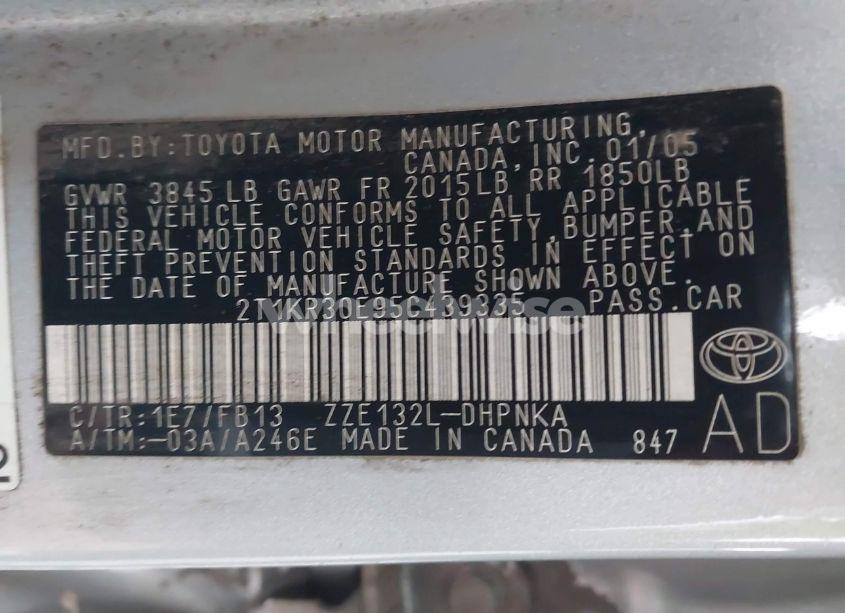 MFD.BY:TOYOTA MOTOR MANUFACTURING,
CANADA,INC. 01/05
GVWR 3845LB GAWR FR 2015LB RR 1850LB
THIS VEHICLE CONFORMS TO ALL APPLICABLE
FEDERAL MOTOR VEHICLE SAFETY,BUMPER,AND
THEFT PREVENTION STANDARDS IN EFFECT ON
THE DATE OF MANUFACTURE SHOWN ABOVE.
2T1KR30E95C439335 PASS.CAR
C/TR:1E7/FB13 ZZE132L-DHPNKA
A/TM:-03A/A246E MADE IN CANADA 847 AD